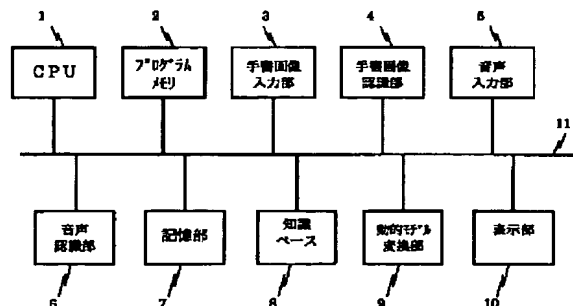 1
2
3
4
5
CPU
プログラム
メモリ
手書画像
入力部
手書画像
認識部
音声
入力部
11
音声
認識部
記憶部
知識
ベース
動的モデル
変換部
表示部
6
7
8
9
10